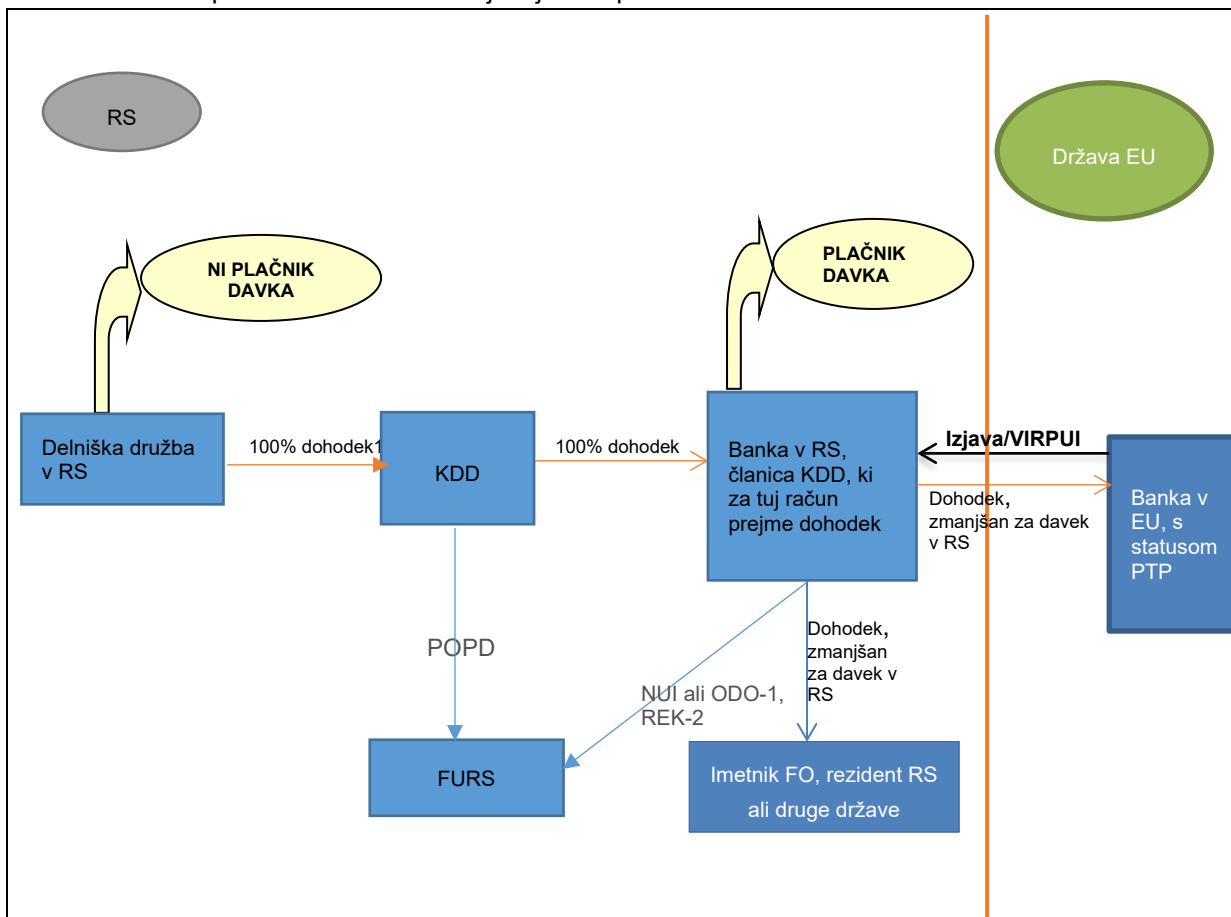 RS
Država EU
NI PLAČNIK
DAVKA
PLAČNIK
DAVKA
Delniška družba
v RS
100% dohodek1
KDD
100% dohodek
Banka v RS,
članica KDD, ki
za tuj račun
prejme dohodek
Izjava/VIRPUI
Dohodek,
zmanjšan za davek
v RS
Banka v
EU, s
statusom
PTP
POPD
Dohodek,
zmanjšan
za davek v
RS
NUI ali ODO-1,
REK-2
FURS
Imetnik FO, rezident RS
ali druge države